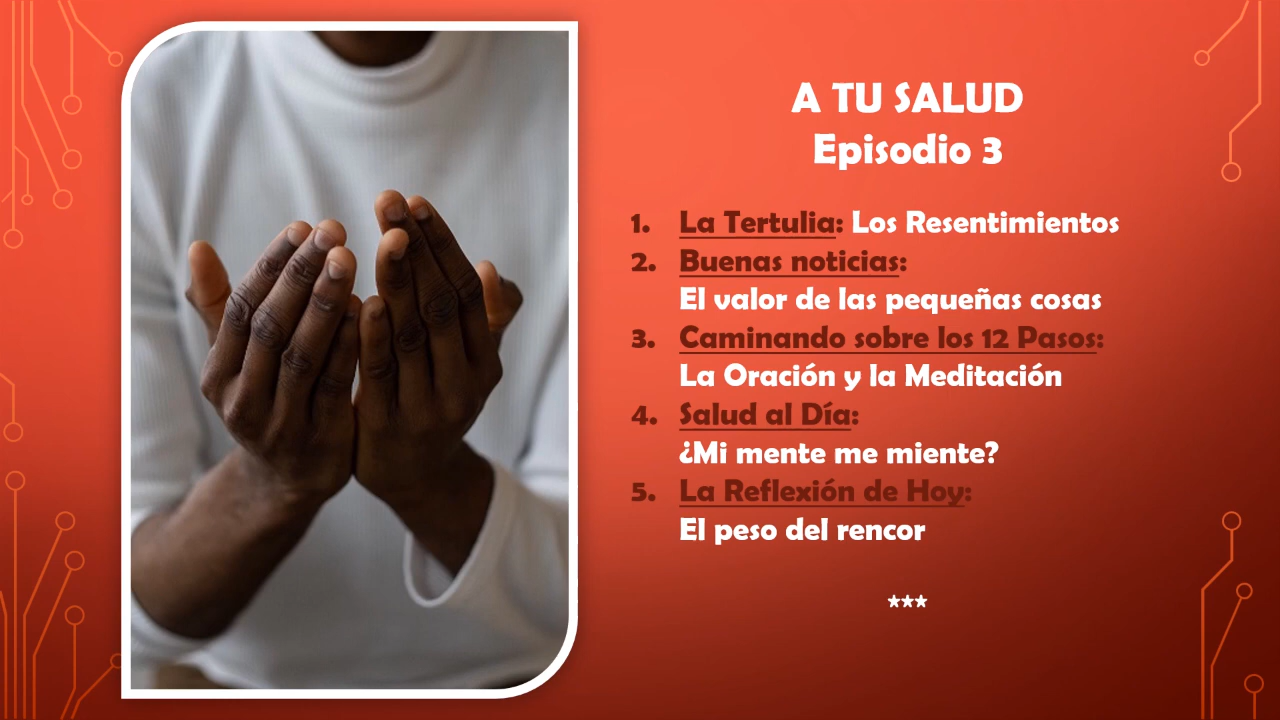 A TU SALUD
Episodio 3
1. La Tertulia: Los Resentimientos
2. Buenas noticias:
El valor de las pequeñas cosas
3. Caminando sobre los 12 Pasos:
La Oración y la Meditación
4. Salud al Día:
¿Mi mente me miente?
5. La Reflexión de Hoy:
El peso del rencor
***